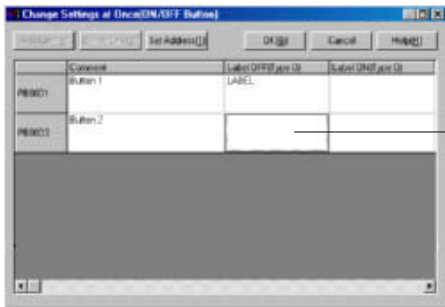 Change Settings at Once(ON/OFF Button)
Set Address(I) OK(S) Cancel Help(H)
Comment Label OFF(Type 0) Label ON(Type 0)
PB0001 Button 1 LABEL
Button 2